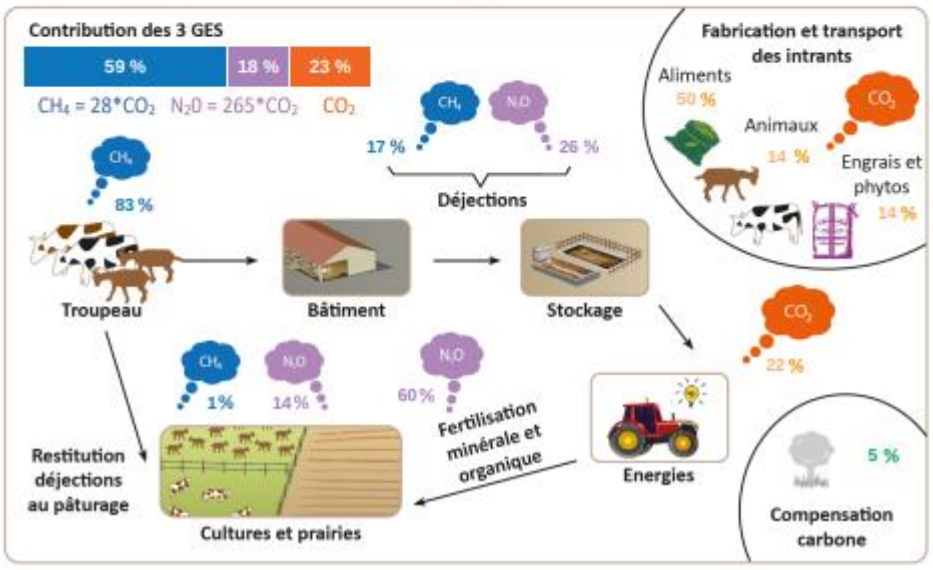 Contribution des 3 GES
59 %
18 %
23 %
CH₄ = 28*CO₂
N₂0 = 265*CO₂
CO₂
CH₄
83 %
Troupeau
CH₄
N₂O
17 %
26 %
Déjections
Bâtiment
Stockage
Fabrication et transport
des intrants
Aliments
50 %
Animaux
14 %
Engrais et
phytos
14 %
CO₂
CO₂
22 %
Energies
CH₄
1%
N₂O
14%
N₂O
60 %
Fertilisation
minérale et
organique
Restitution
déjections
au pâturage
Cultures et prairies
5 %
Compensation
carbone